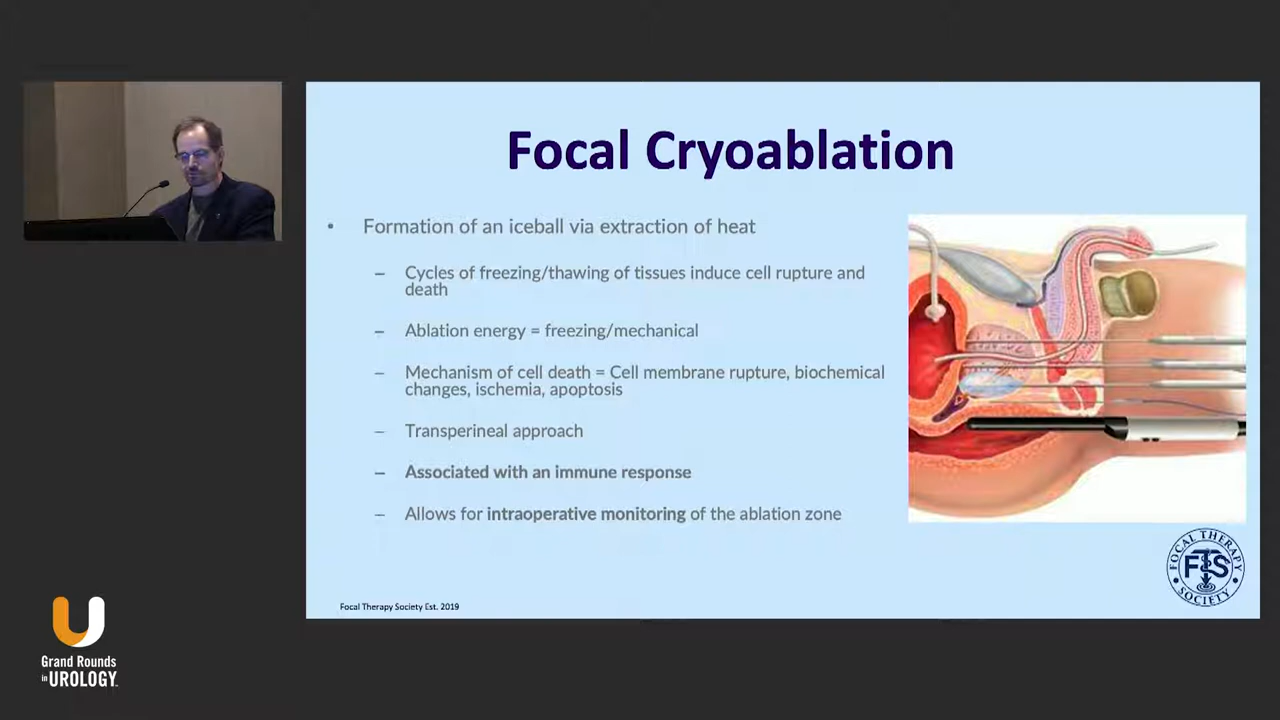 Focal Cryoablation
• Formation of an iceball via extraction of heat
– Cycles of freezing/thawing of tissues induce cell rupture and
death
– Ablation energy = freezing/mechanical
– Mechanism of cell death = Cell membrane rupture, biochemical
changes, ischemia, apoptosis
– Transperineal approach
– Associated with an immune response
– Allows for intraoperative monitoring of the ablation zone
FOCAL THERAPY
FTS
SOCIETY
Focal Therapy Society Est. 2019
Grand Rounds
in UROLOGY